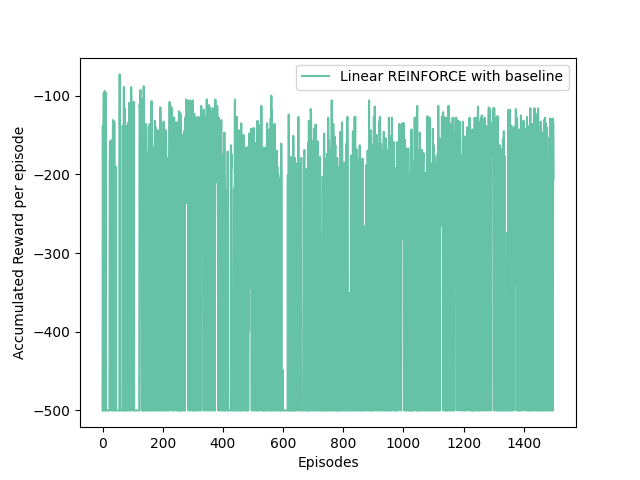 Linear REINFORCE with baseline
−100
−200
−300
−400
−500
Accumulated Reward per episode
0 200 400 600 800 1000 1200 1400
Episodes